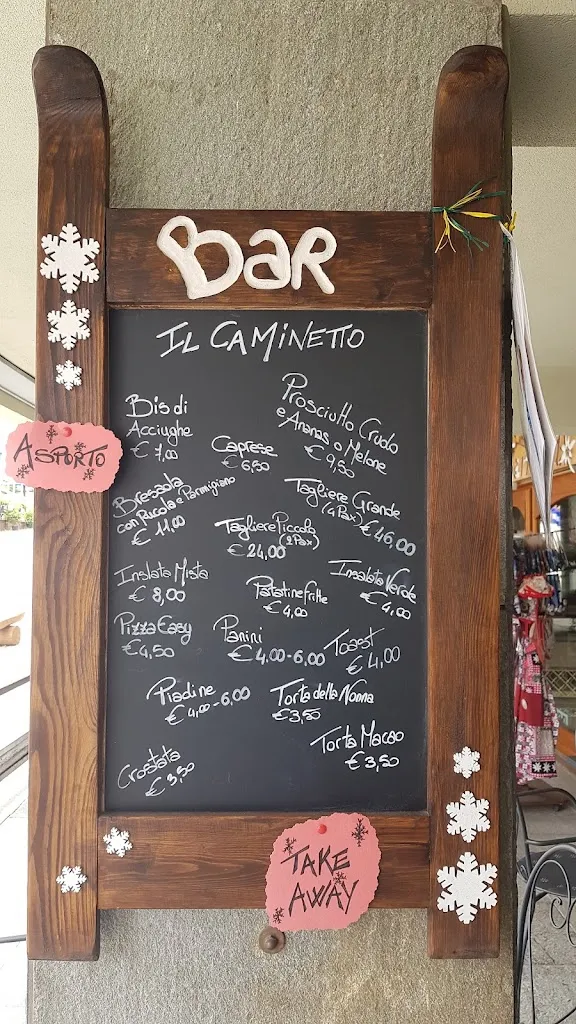 BAR
IL CAMINETTO
ASPORTO
Bis di
Acciughe
€ 7,00
Caprese
€ 6,50
Prosciutto Crudo
e Ananas o Melone
€ 9,50
Bresaola
con Rucola e Parmigiano
€ 11,00
Tagliere Piccolo
(2 Pax)
€ 24,00
Tagliere Grande
(4 Pax) € 46,00
Inslata Mista
€ 8,00
Patatine Fritte
€ 4,00
Insalata Verde
€ 4,00
Pizza Easy
€ 4,50
Panini
€ 4,00-6,00
Toast
€ 4,00
Piadine
€ 4,00-6,00
Torta della Nonna
€ 3,50
Torta Macao
€ 3,50
Crostata
€ 3,50
TAKE
AWAY